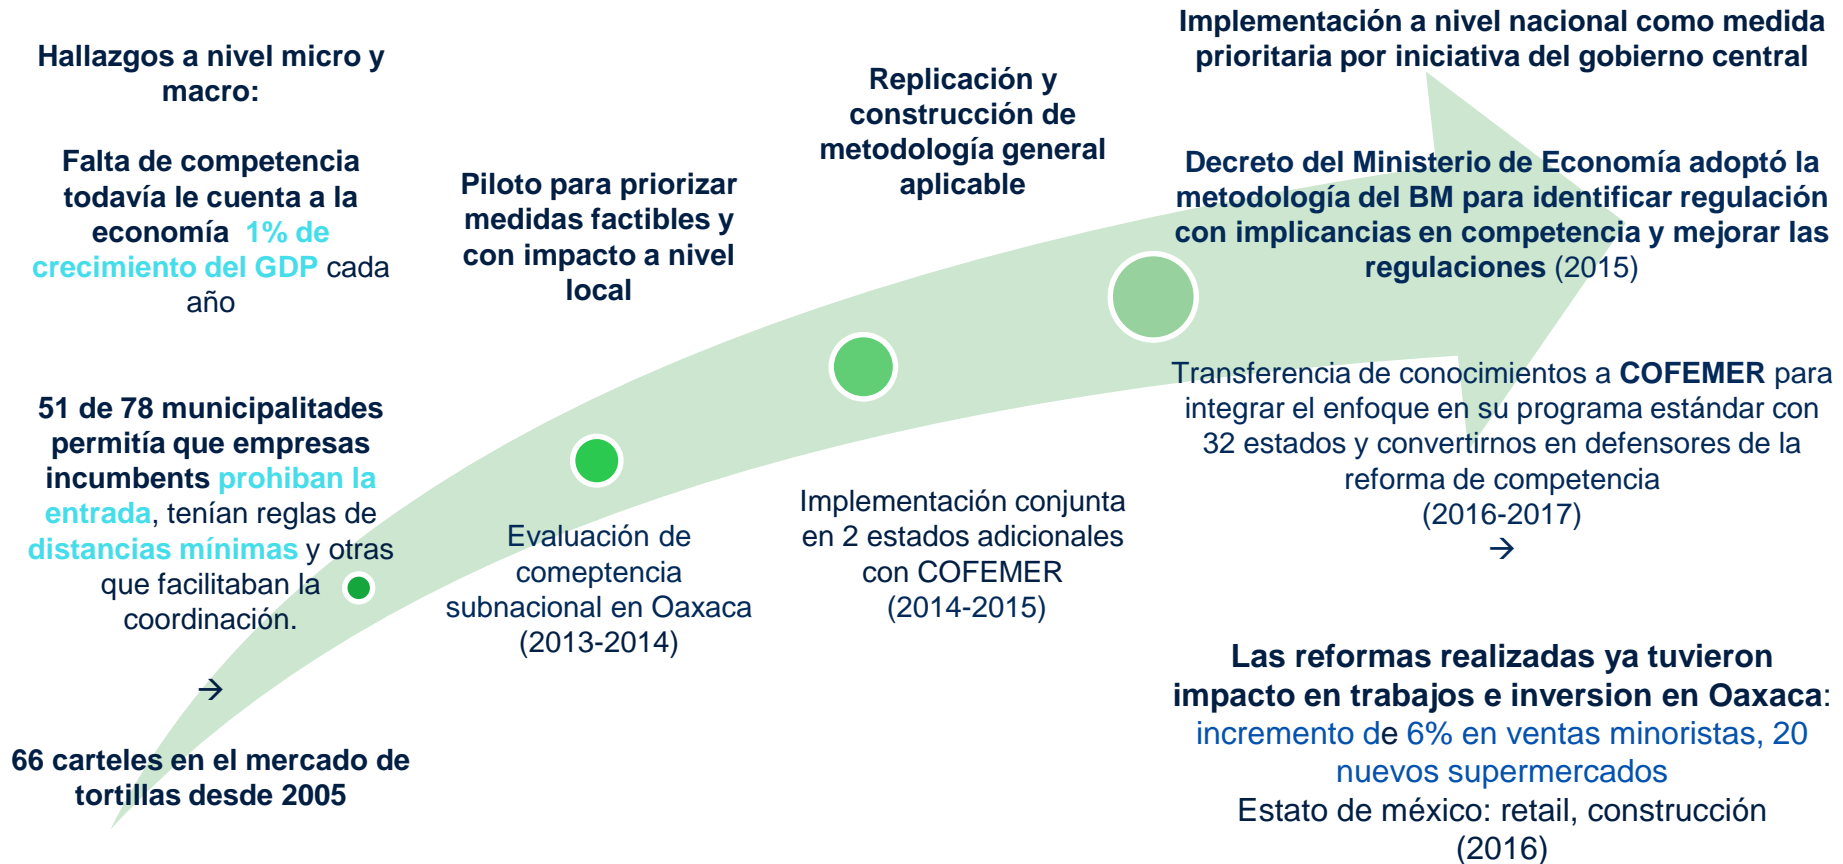 Hallazgos a nivel micro y
macro:
Falta de competencia
todavía le cuenta a la
economía 1% de
crecimiento del GDP cada
año
51 de 78 municipalitades
permitía que empresas
incumbents prohiban la
entrada, tenían reglas de
distancias mínimas y otras
que facilitaban la
coordinación.
→
66 carteles en el mercado de
tortillas desde 2005
Piloto para priorizar
medidas factibles y
con impacto a nivel
local
Evaluación de
comeptencia
subnacional en Oaxaca
(2013-2014)
Replicación y
construcción de
metodología general
aplicable
Implementación conjunta
en 2 estados adicionales
con COFEMER
(2014-2015)
Implementación a nivel nacional como medida
prioritaria por iniciativa del gobierno central
Decreto del Ministerio de Economía adoptó la
metodología del BM para identificar regulación
con implicancias en competencia y mejorar las
regulaciones (2015)
Transferencia de conocimientos a COFEMER para
integrar el enfoque en su programa estándar con
32 estados y convertirnos en defensores de la
reforma de competencia
(2016-2017)
→
Las reformas realizadas ya tuvieron
impacto en trabajos e inversion en Oaxaca:
incremento de 6% en ventas minoristas, 20
nuevos supermercados
Estato de méxico: retail, construcción
(2016)